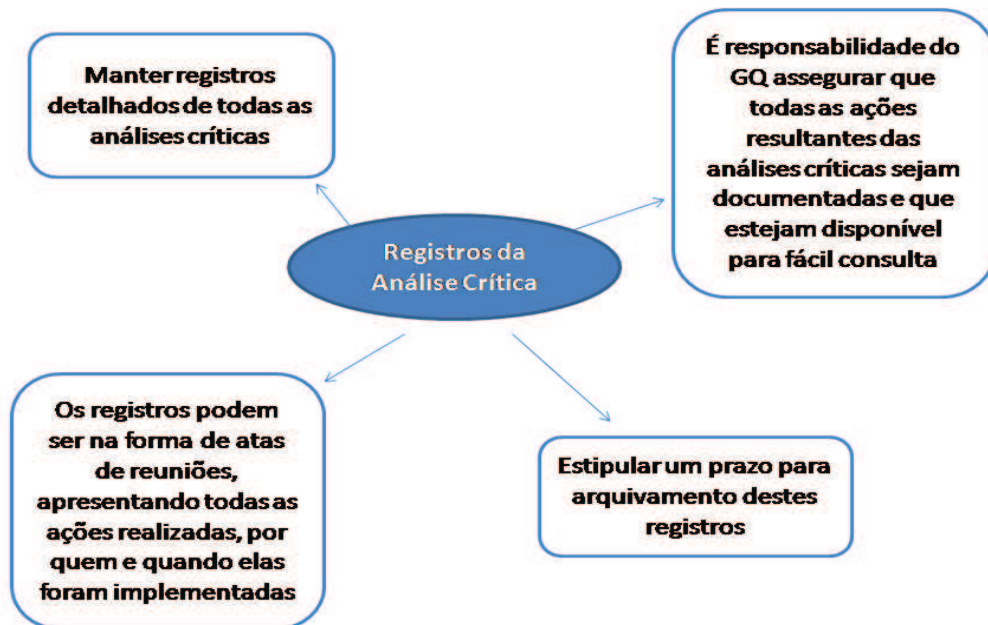 Manter registros
detalhados de todas as
análises críticas
É responsabilidade do
GQ assegurar que
todas as ações
resultantes das
análises críticas sejam
documentadas e que
estejam disponível
para fácil consulta
Registros da
Análise Crítica
Os registros podem
ser na forma de atas
de reuniões,
apresentando todas as
ações realizadas, por
quem e quando elas
foram implementadas
Estipular um prazo para
arquivamento destes
registros